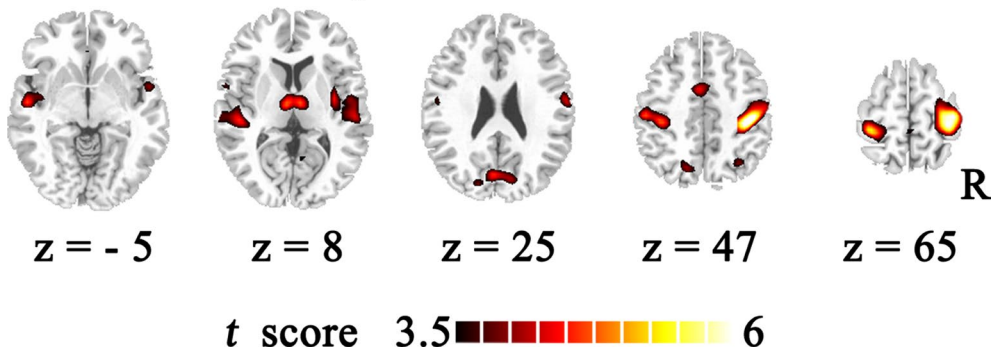 R
z = - 5 z = 8 z = 25 z = 47 z = 65
t score 3.5 6